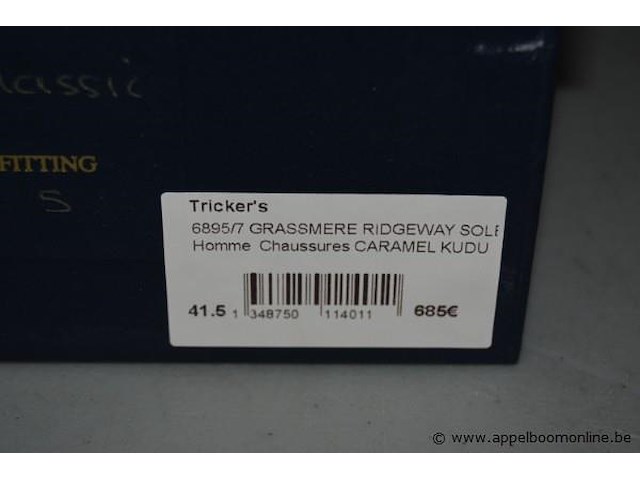 classic
FITTING
S
Tricker's
6895/7 GRASSMERE RIDGEWAY SOLE
Homme Chaussures CARAMEL KUDU
41.5 1 348750 114011 685€
© www.appelboomonline.be